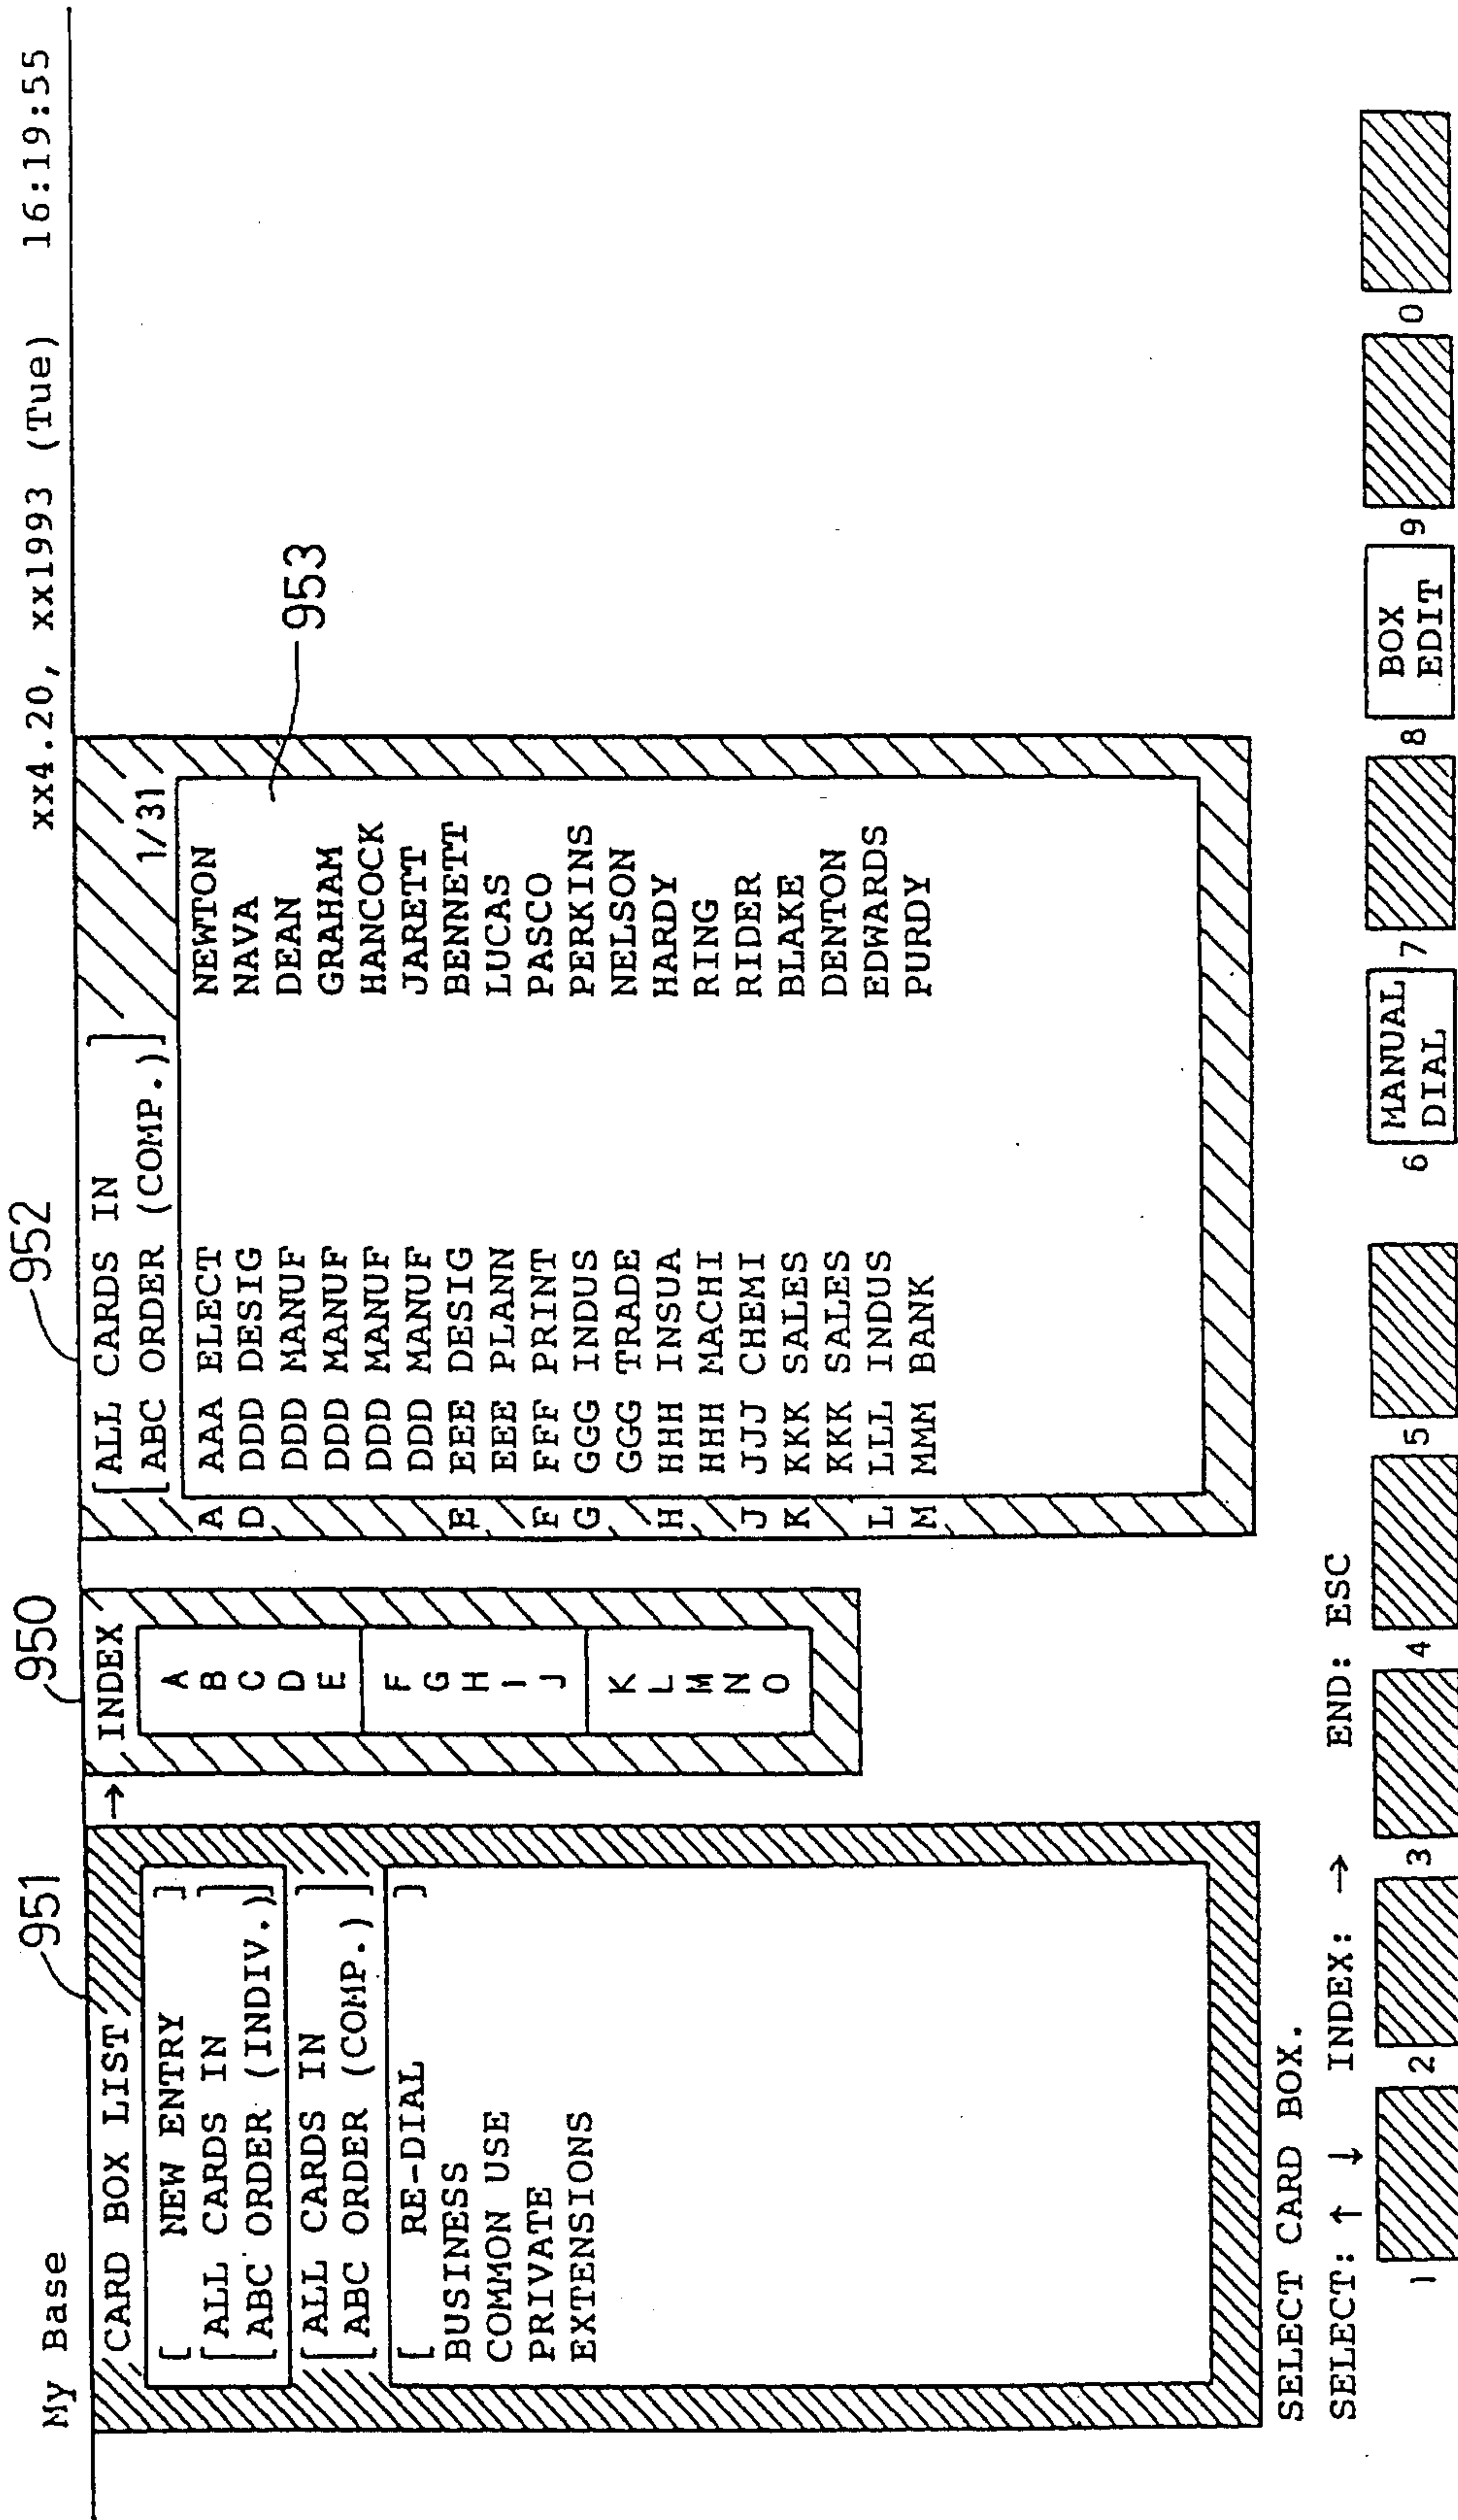 My Base xx4.20, xx1993 (Tue) 16:19:55
951
950
952
953
CARD BOX LIST
[ NEW ENTRY ]
[ALL CARDS IN ]
[ABC ORDER (INDIV.)]
[ALL CARDS IN ]
[ABC ORDER (COMP.)]
[ RE-DIAL ]
BUSINESS
COMMON USE
PRIVATE
EXTENSIONS
→ INDEX
A
B
C
D
E
F
G
H
I
J
K
L
M
N
O
[ALL CARDS IN ]
[ABC ORDER (COMP.)] 1/31
A AAA ELECT NEWTON
D DDD DESIG NAVA
DDD MANUF DEAN
DDD MANUF GRAHAM
DDD MANUF HANCOCK
DDD MANUF JARETT
E EEE DESIG BENNETT
EEE PLANN LUCAS
F FFF PRINT PASCO
G GGG INDUS PERKINS
GGG TRADE NELSON
H HHH INSUA HARDY
HHH MACHI RING
J JJJ CHEMI RIDER
K KKK SALES BLAKE
KKK SALES DENTON
L LLL INDUS EDWARDS
M MMM BANK PURDY
SELECT CARD BOX.
SELECT: ↑ ↓ INDEX: → END: ESC
1 2 3 4 5 6 MANUAL DIAL 7 8 BOX EDIT 9 0